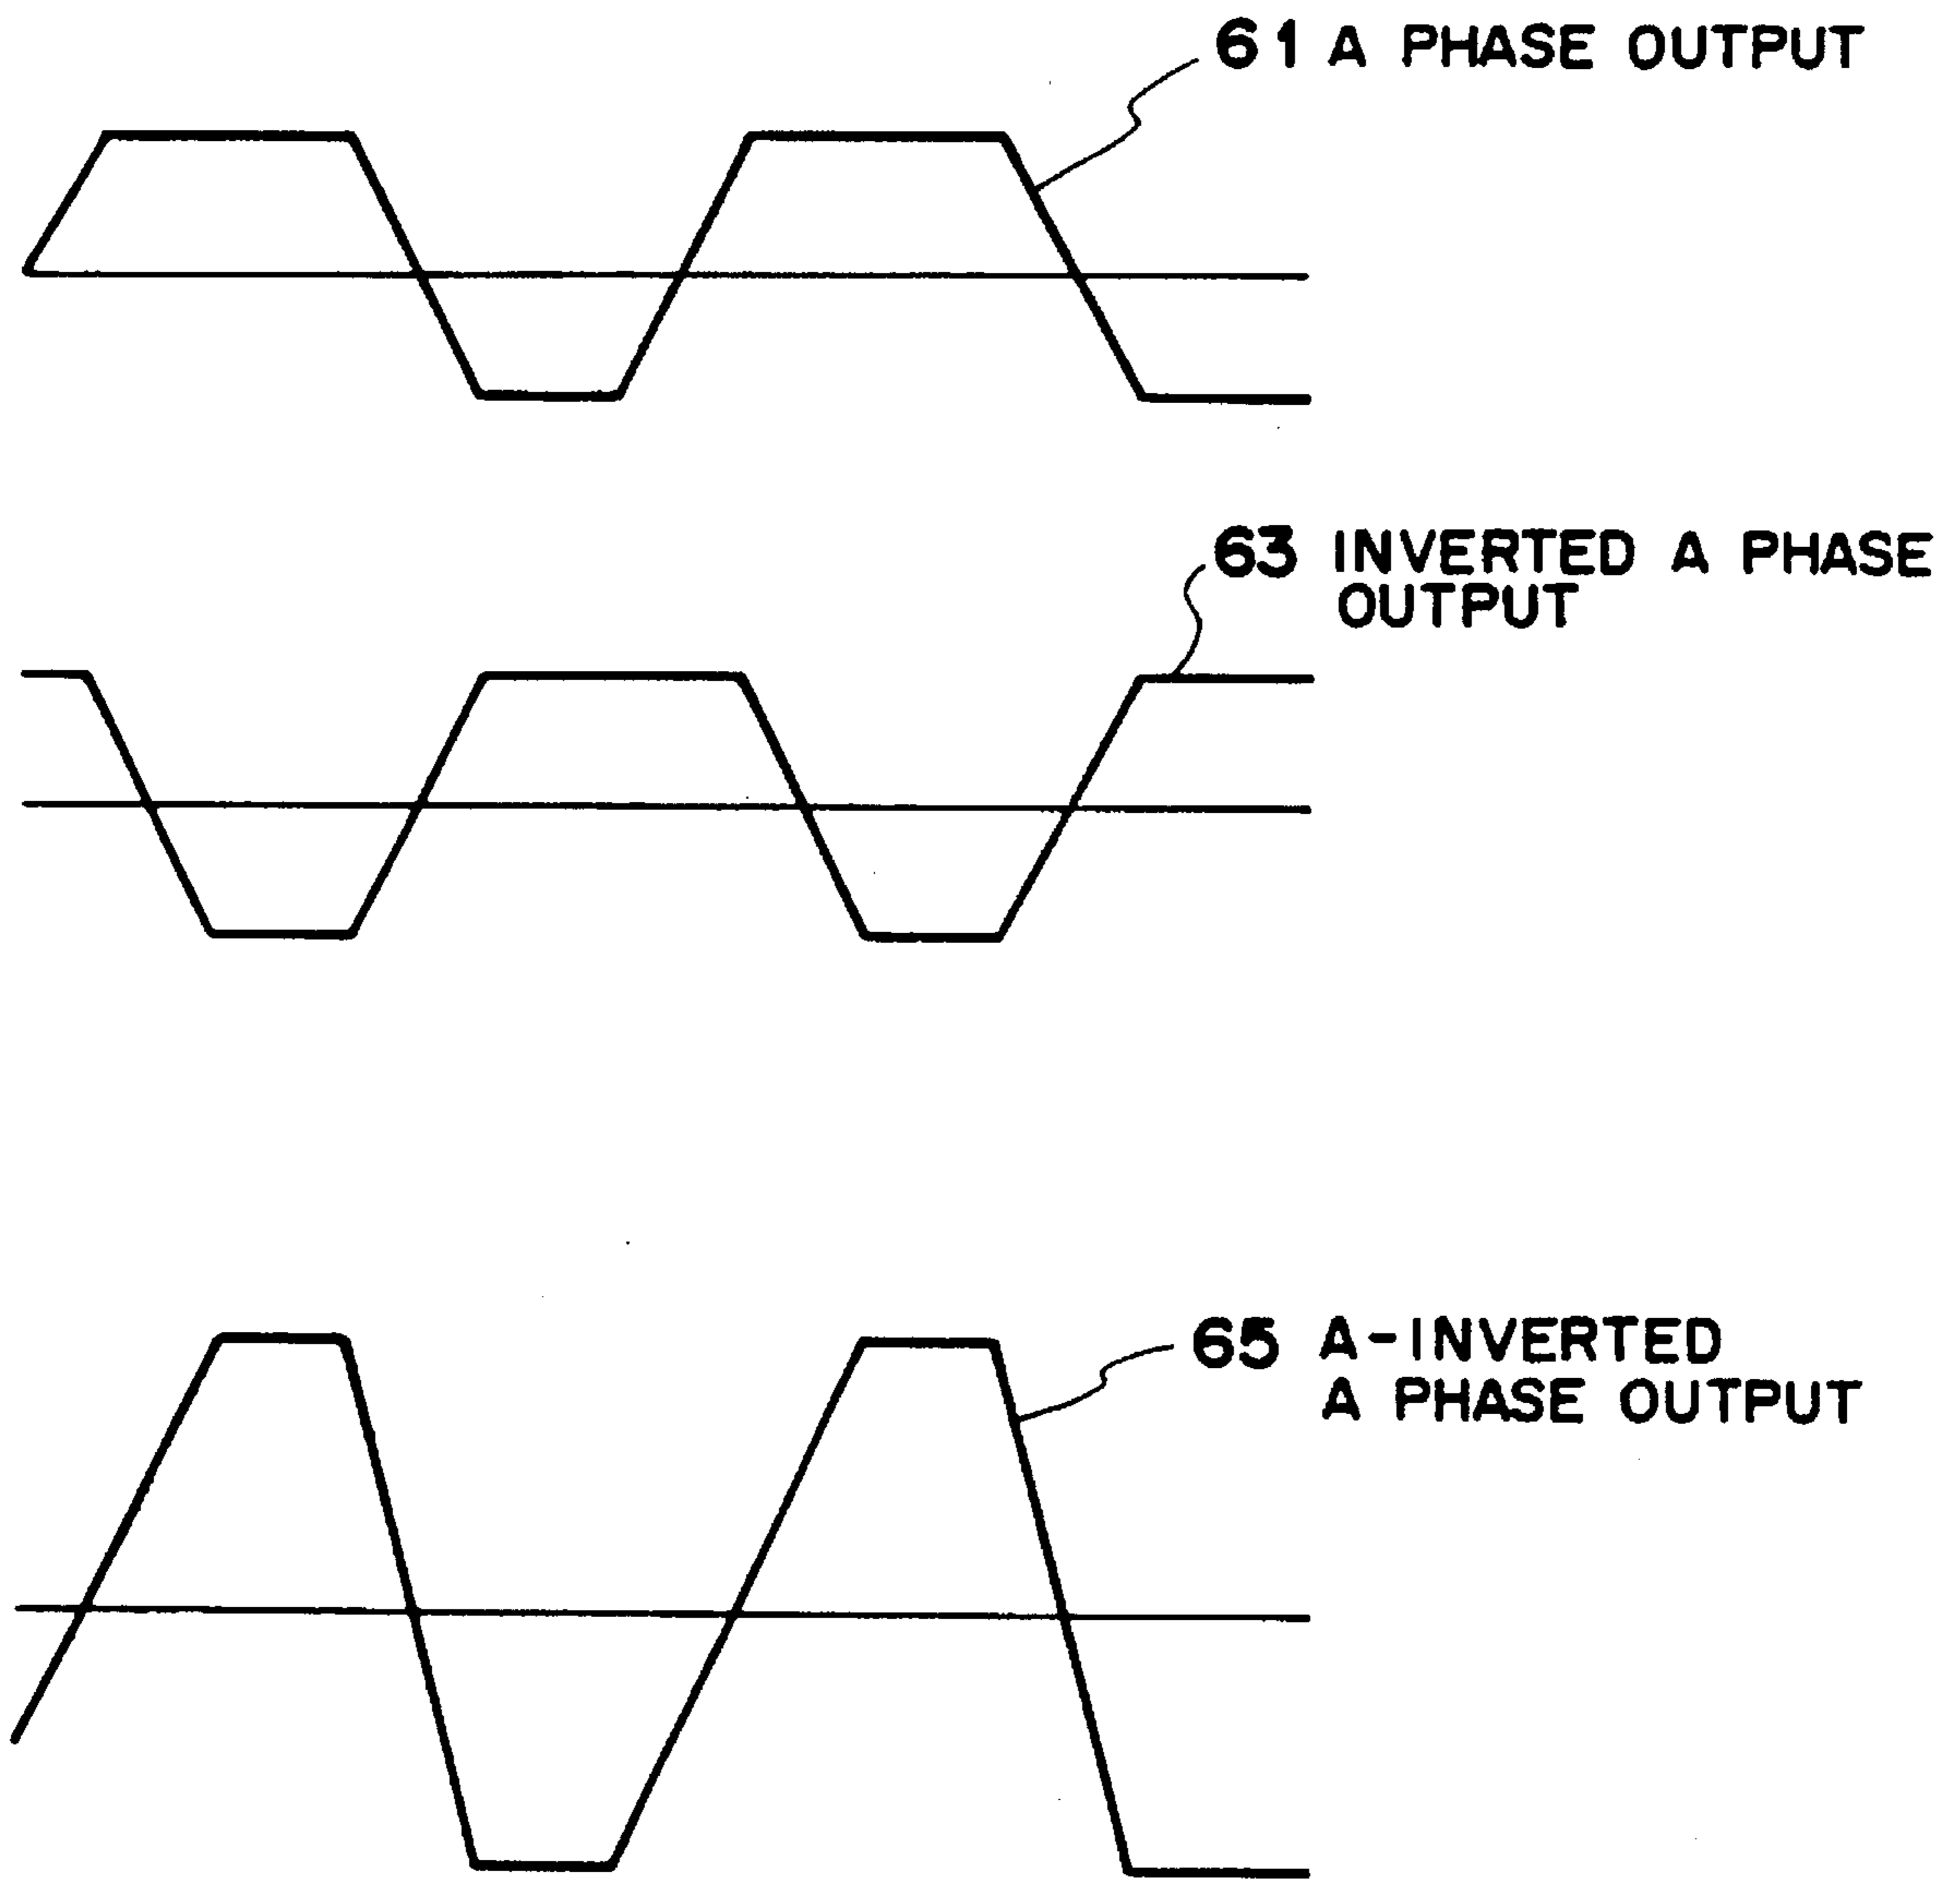 61 A PHASE OUTPUT
63 INVERTED A PHASE
OUTPUT
65 A-INVERTED
A PHASE OUTPUT